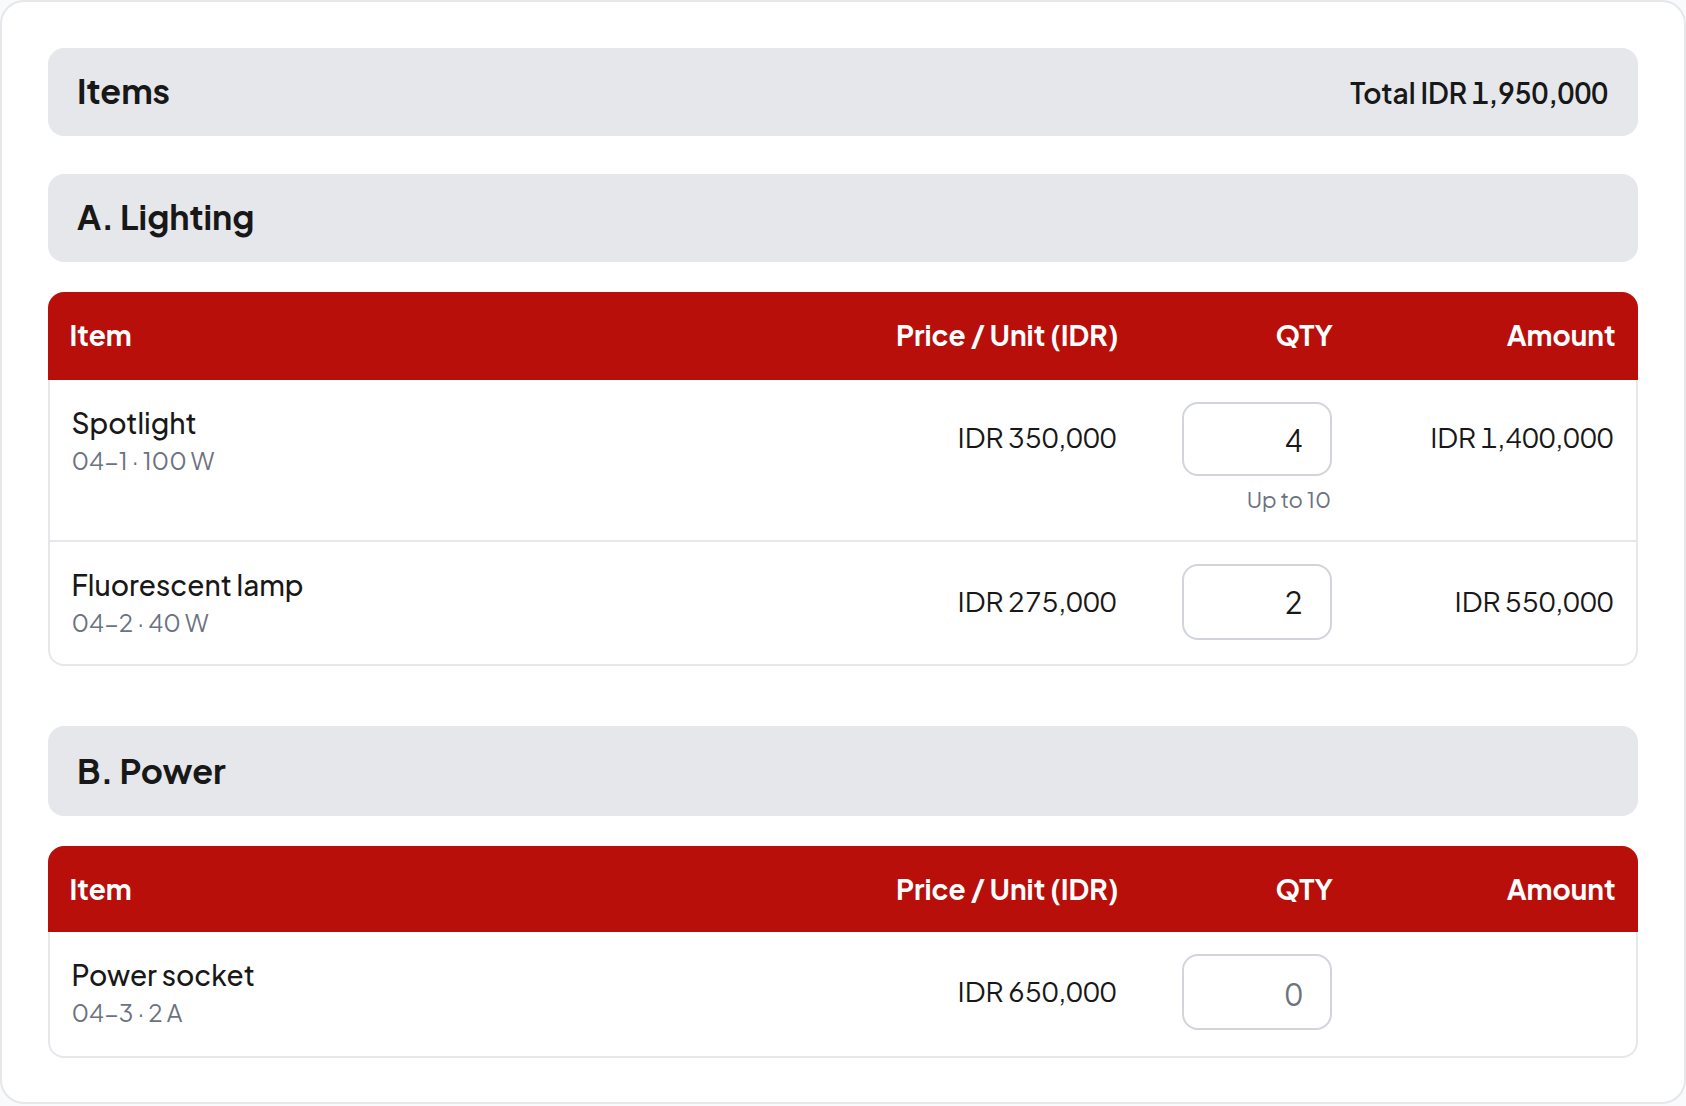 Items Total IDR 1,950,000
A. Lighting
Item Price / Unit (IDR) QTY Amount
Spotlight IDR 350,000 4 IDR 1,400,000
04-1 · 100 W
Up to 10
Fluorescent lamp IDR 275,000 2 IDR 550,000
04-2 · 40 W
B. Power
Item Price / Unit (IDR) QTY Amount
Power socket IDR 650,000 0
04-3 · 2 A